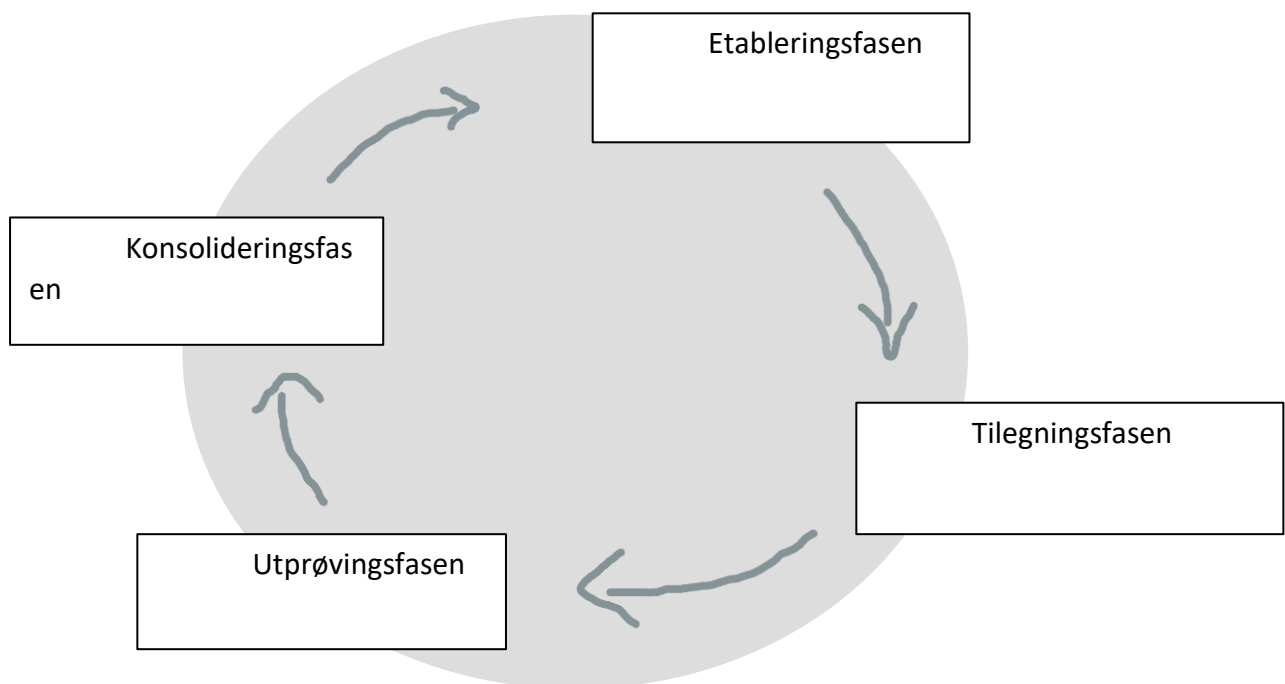 Etableringsfasen
Konsolideringsfas
en
Tilegningsfasen
Utprøvingsfasen